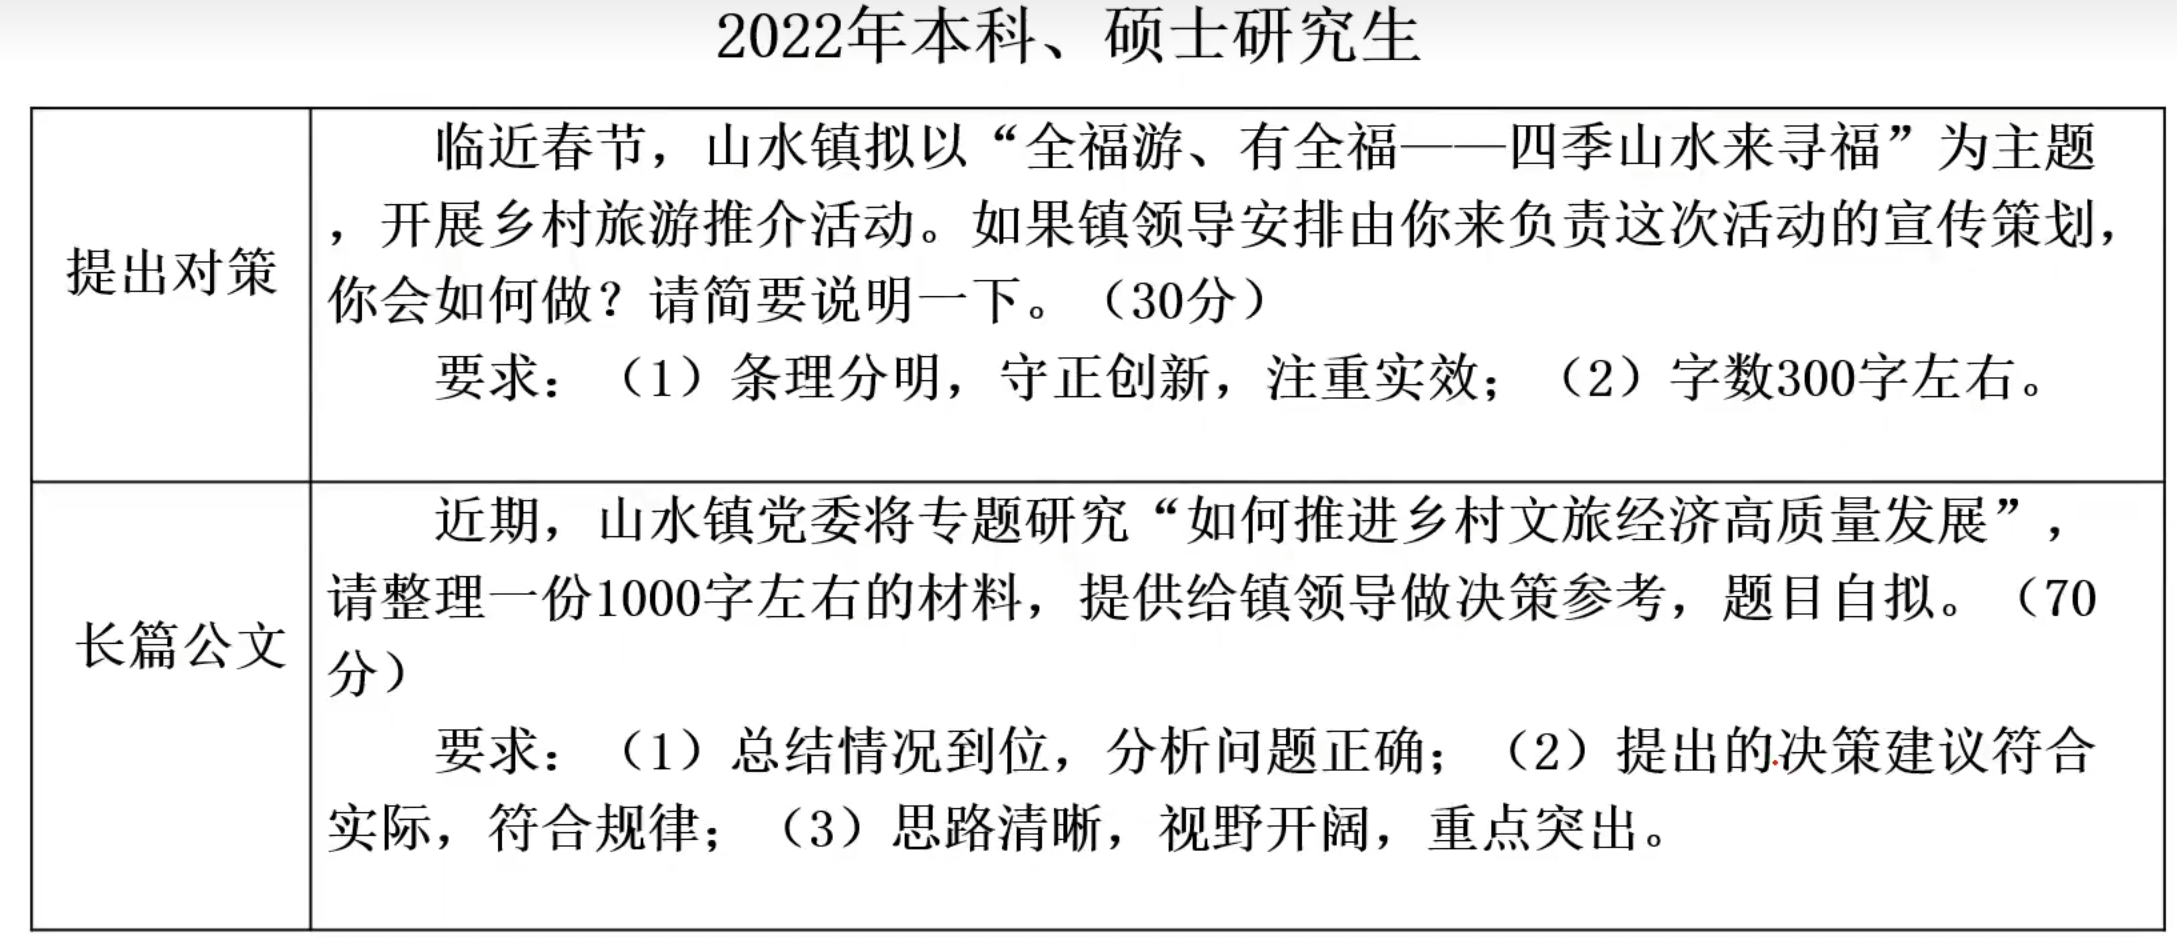 2022年本科、硕士研究生
提出对策
临近春节，山水镇拟以“全福游、有全福——四季山水来寻福”为主题
，开展乡村旅游推介活动。如果镇领导安排由你来负责这次活动的宣传策划，
你会如何做？请简要说明一下。（30分）
要求：（1）条理分明，守正创新，注重实效；（2）字数300字左右。
长篇公文
近期，山水镇党委将专题研究“如何推进乡村文旅经济高质量发展”，
请整理一份1000字左右的材料，提供给镇领导做决策参考，题目自拟。（70
分）
要求：（1）总结情况到位，分析问题正确；（2）提出的决策建议符合
实际，符合规律；（3）思路清晰，视野开阔，重点突出。